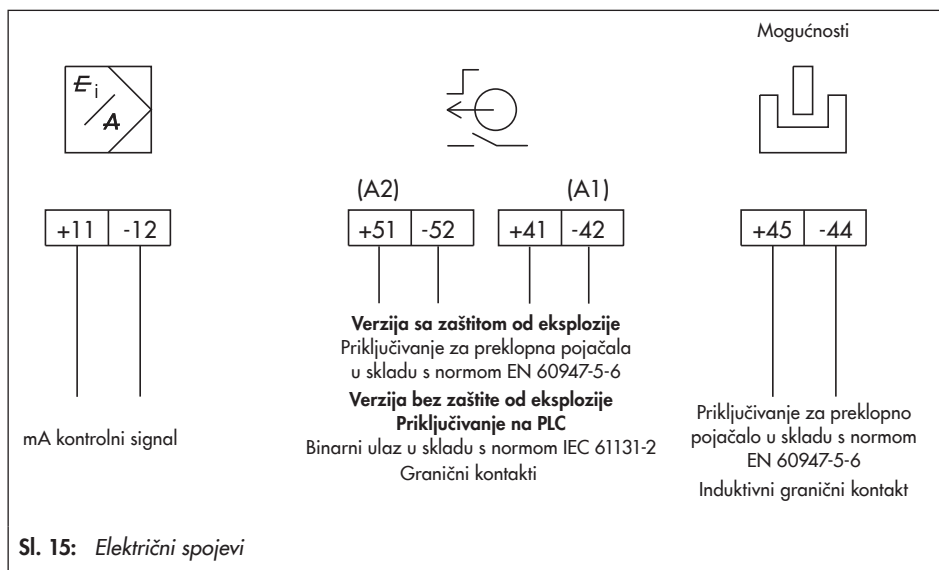 Mogućnosti
E i
A
(A2)
(A1)
+11 -12
+51 -52
+41 -42
+45 -44
mA kontrolni signal
Verzija sa zaštitom od eksplozije
Priključivanje za preklopna pojačala
u skladu s normom EN 60947-5-6
Verzija bez zaštite od eksplozije
Priključivanje na PLC
Binarni ulaz u skladu s normom IEC 61131-2
Granični kontakti
Priključivanje za preklopno
pojačalo u skladu s normom
EN 60947-5-6
Induktivni granični kontakt
Sl. 15: Električni spojevi